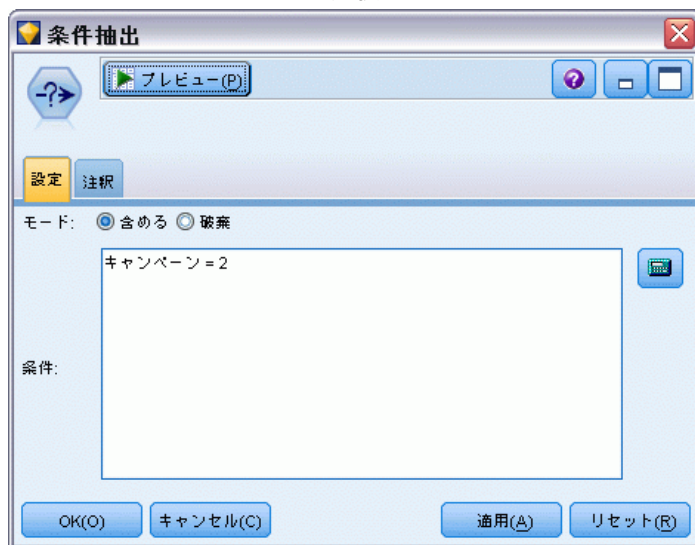 条件抽出
プレビュー(P)
-?➤
設定 注釈
モード: 含める 破棄
キャンペーン = 2
条件:
OK(O) キャンセル(C) 適用(A) リセット(R)